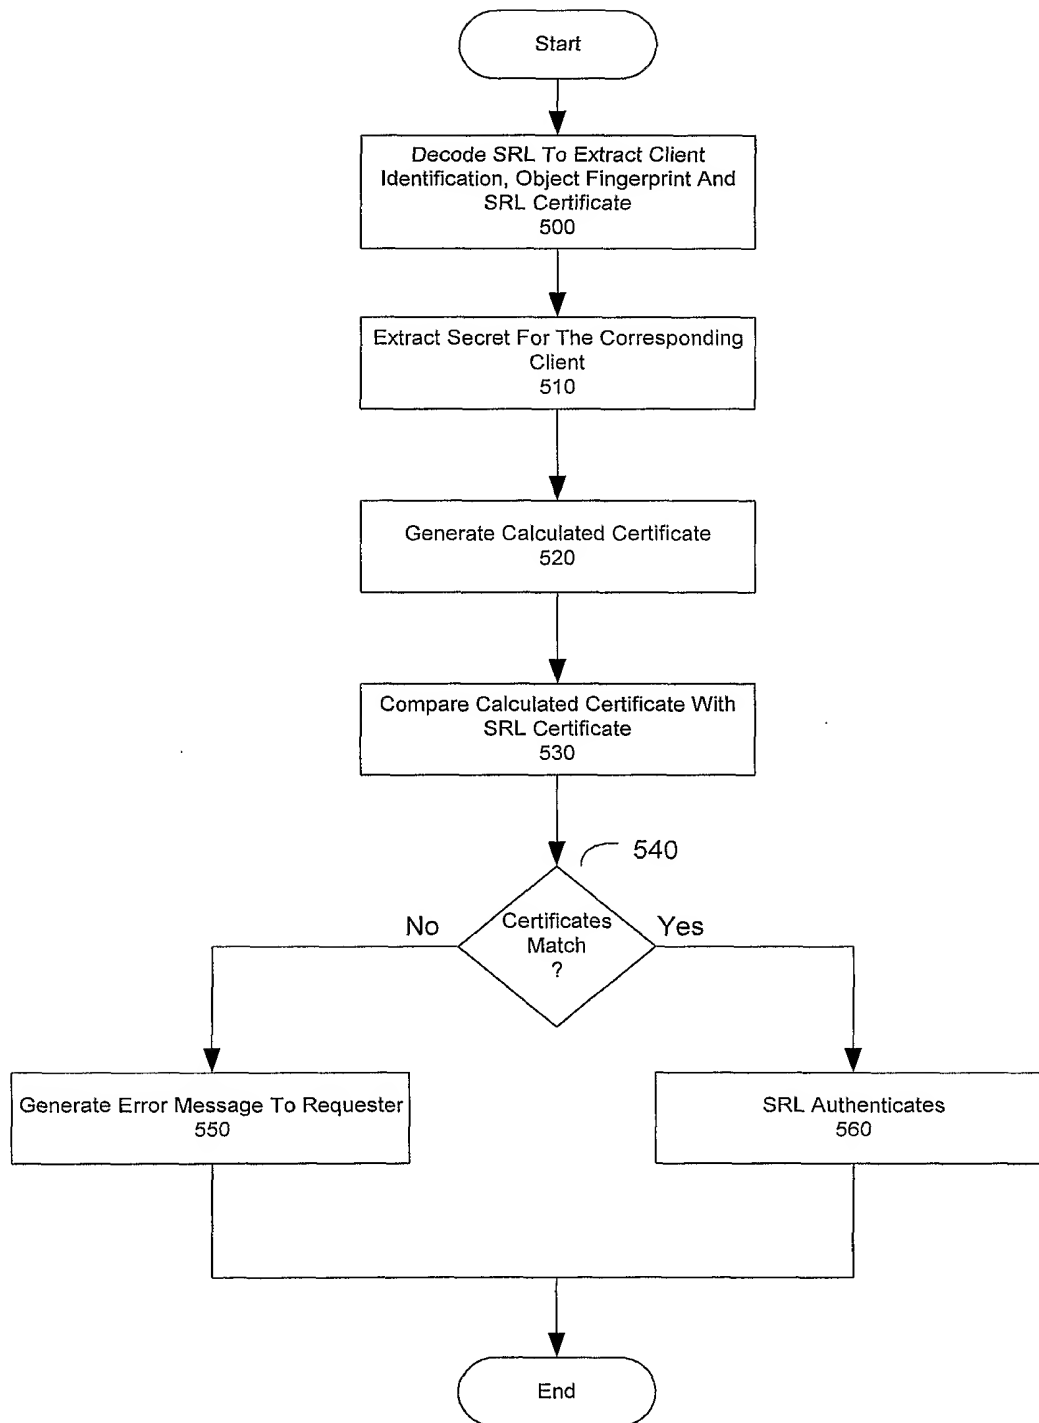 Start
Decode SRL To Extract Client
Identification, Object Fingerprint And
SRL Certificate
500
Extract Secret For The Corresponding
Client
510
Generate Calculated Certificate
520
Compare Calculated Certificate With
SRL Certificate
530
540
No
Certificates
Match
?
Yes
Generate Error Message To Requester
550
SRL Authenticates
560
End